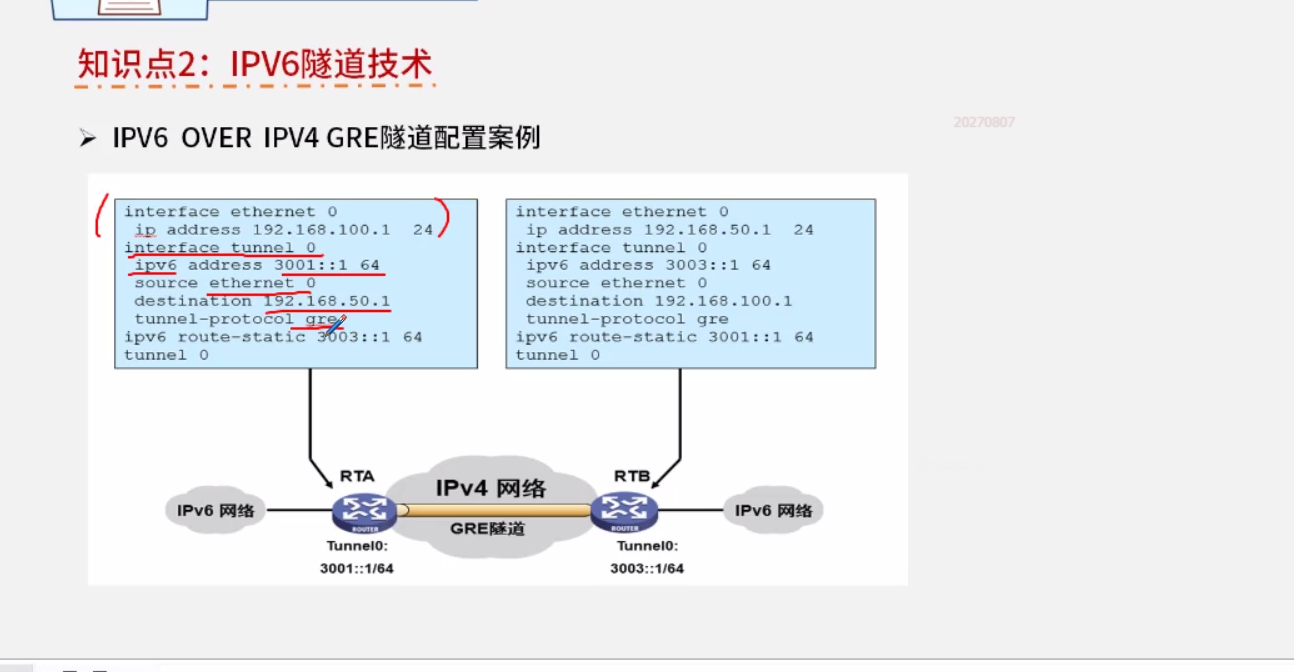 知识点2：IPV6隧道技术
20270807
➢ IPV6 OVER IPV4 GRE隧道配置案例
interface ethernet 0
ip address 192.168.100.1 24
interface tunnel 0
ipv6 address 3001::1 64
source ethernet 0
destination 192.168.50.1
tunnel-protocol gre
ipv6 route-static 3003::1 64
tunnel 0
interface ethernet 0
ip address 192.168.50.1 24
interface tunnel 0
ipv6 address 3003::1 64
source ethernet 0
destination 192.168.100.1
tunnel-protocol gre
ipv6 route-static 3001::1 64
tunnel 0
RTA
RTB
IPv4 网络
IPv6 网络
ROUTER
GRE隧道
ROUTER
IPv6 网络
Tunnel0:
3001::1/64
Tunnel0:
3003::1/64